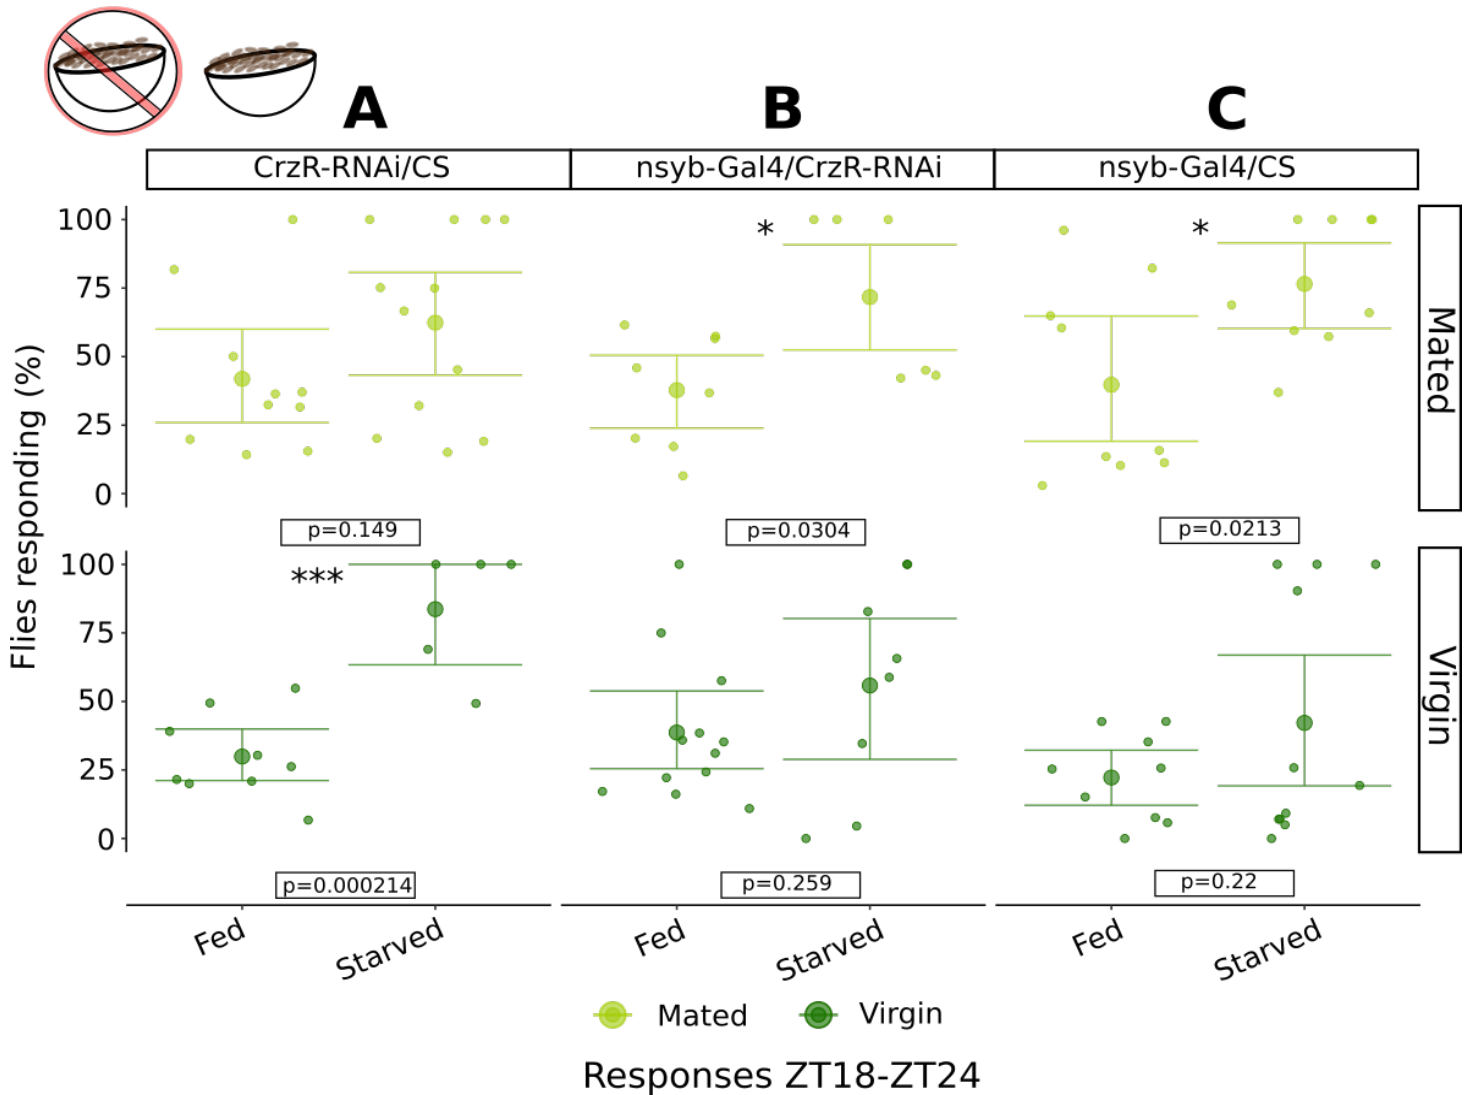 A B C
CrzR-RNAi/CS nsyb-Gal4/CrzR-RNAi nsyb-Gal4/CS
Flies responding (%)
100
75
50
25
0
* *
Mated
p=0.149 p=0.0304 p=0.0213
100
75
50
25
0
***
Virgin
p=0.000214 p=0.259 p=0.22
Fed Starved Fed Starved Fed Starved
Mated Virgin
Responses ZT18-ZT24